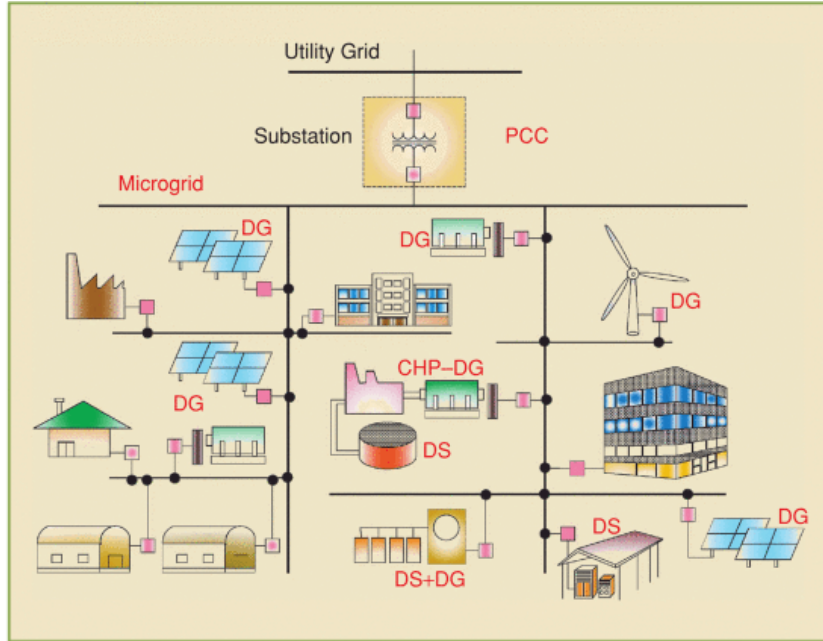 Utility Grid
Substation
PCC
Microgrid
DG
DG
DG
CHP–DG
DG
DS
DS
DG
DS+DG